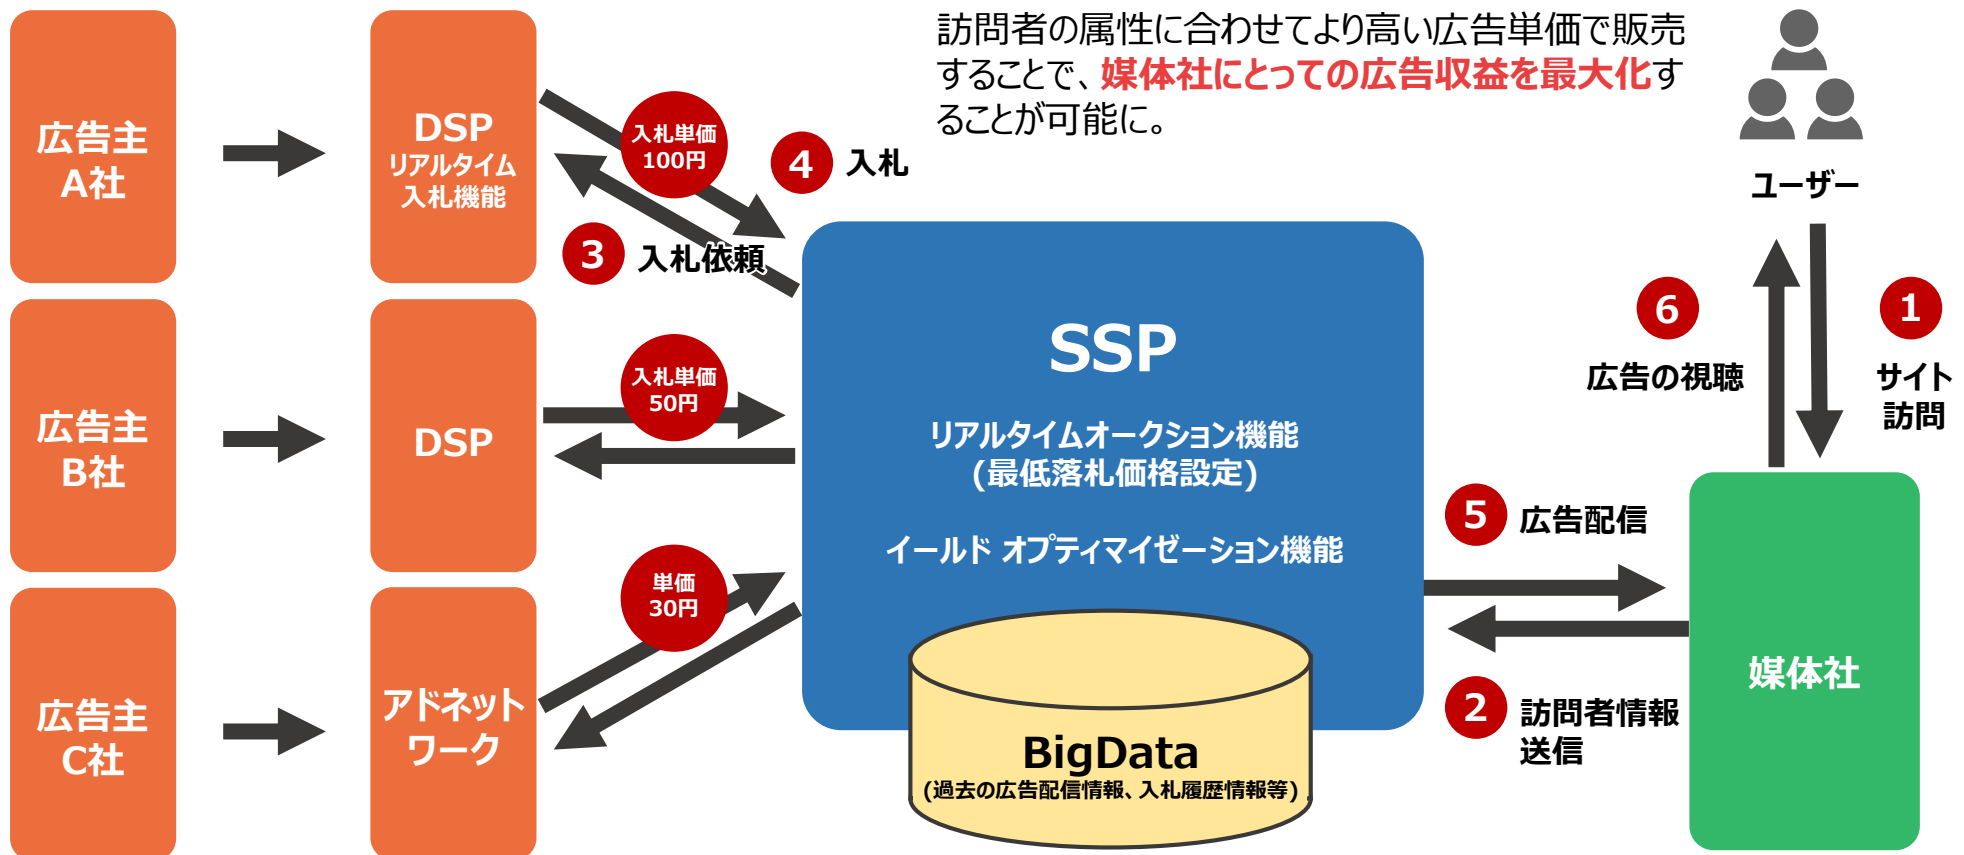 訪問者の属性に合わせてより高い広告単価で販売
することで、媒体社にとっての広告収益を最大化す
ることが可能に。
広告主
A社
DSP
リアルタイム
入札機能
入札単価
100円
4 入札
3 入札依頼
ユーザー
広告主
B社
DSP
入札単価
50円
SSP
リアルタイムオークション機能
(最低落札価格設定)
イールド オプティマイゼーション機能
6
広告の視聴
1
サイト
訪問
広告主
C社
アドネット
ワーク
単価
30円
BigData
(過去の広告配信情報、入札履歴情報等)
5 広告配信
2 訪問者情報
送信
媒体社